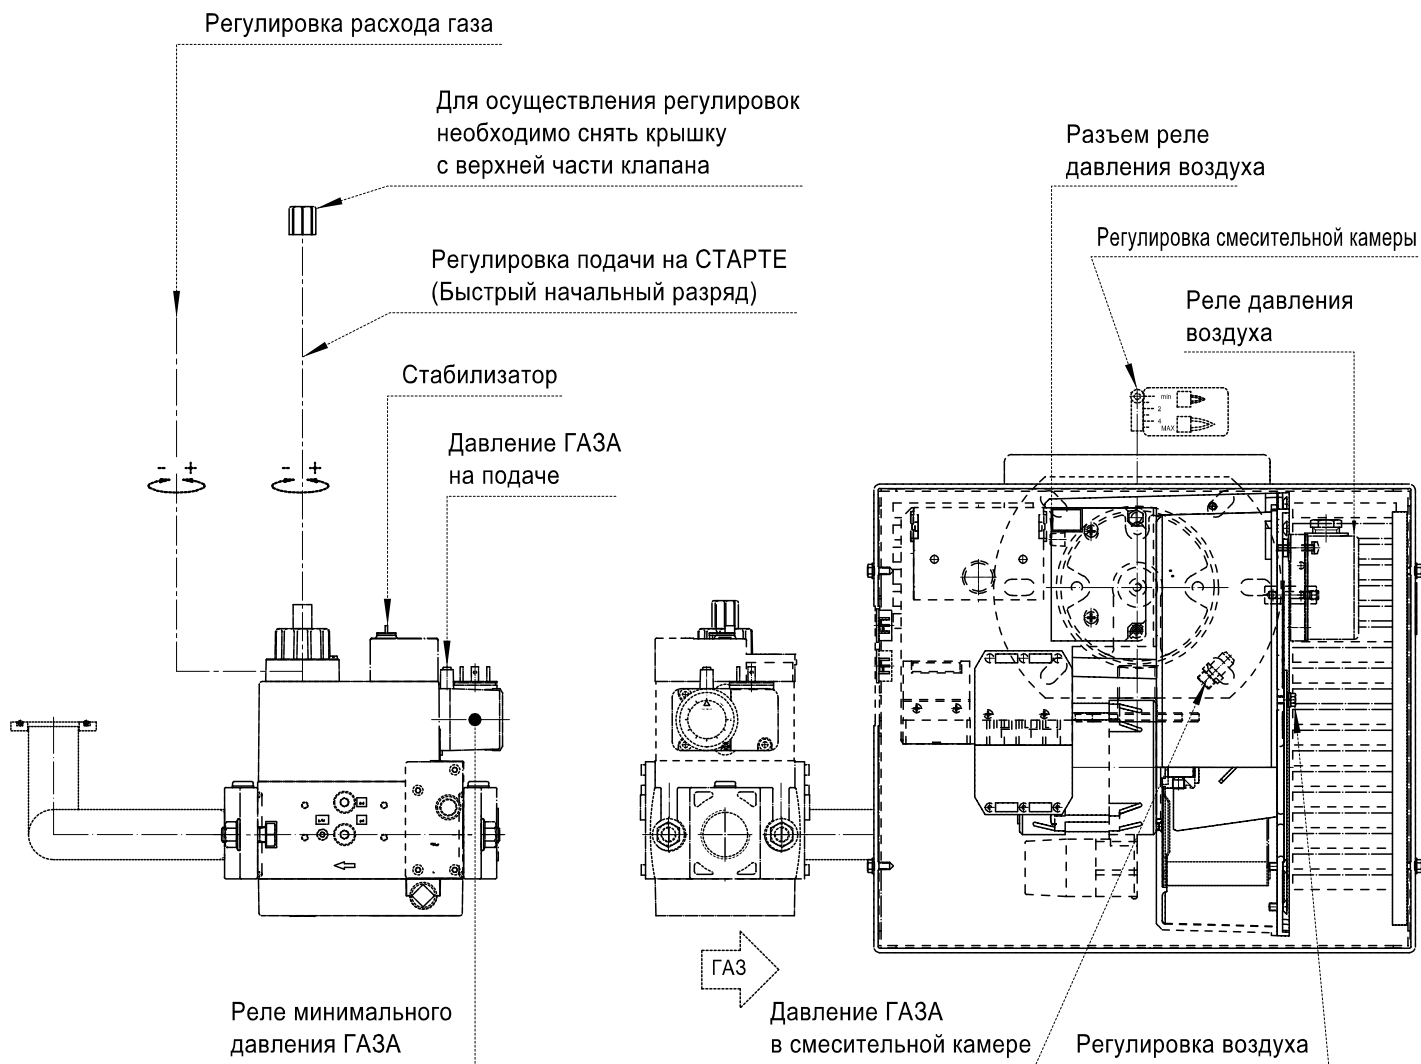 Регулировка расхода газа
Для осуществления регулировок
необходимо снять крышку
с верхней части клапана
Регулировка подачи на СТАРТЕ
(Быстрый начальный разряд)
Стабилизатор
Давление ГАЗА
на подаче
- +
- +
Разъем реле
давления воздуха
Регулировка смесительной камеры
Реле давления
воздуха
min
2
4
MAX
ГАЗ
Реле минимального
давления ГАЗА
Давление ГАЗА
в смесительной камере
Регулировка воздуха